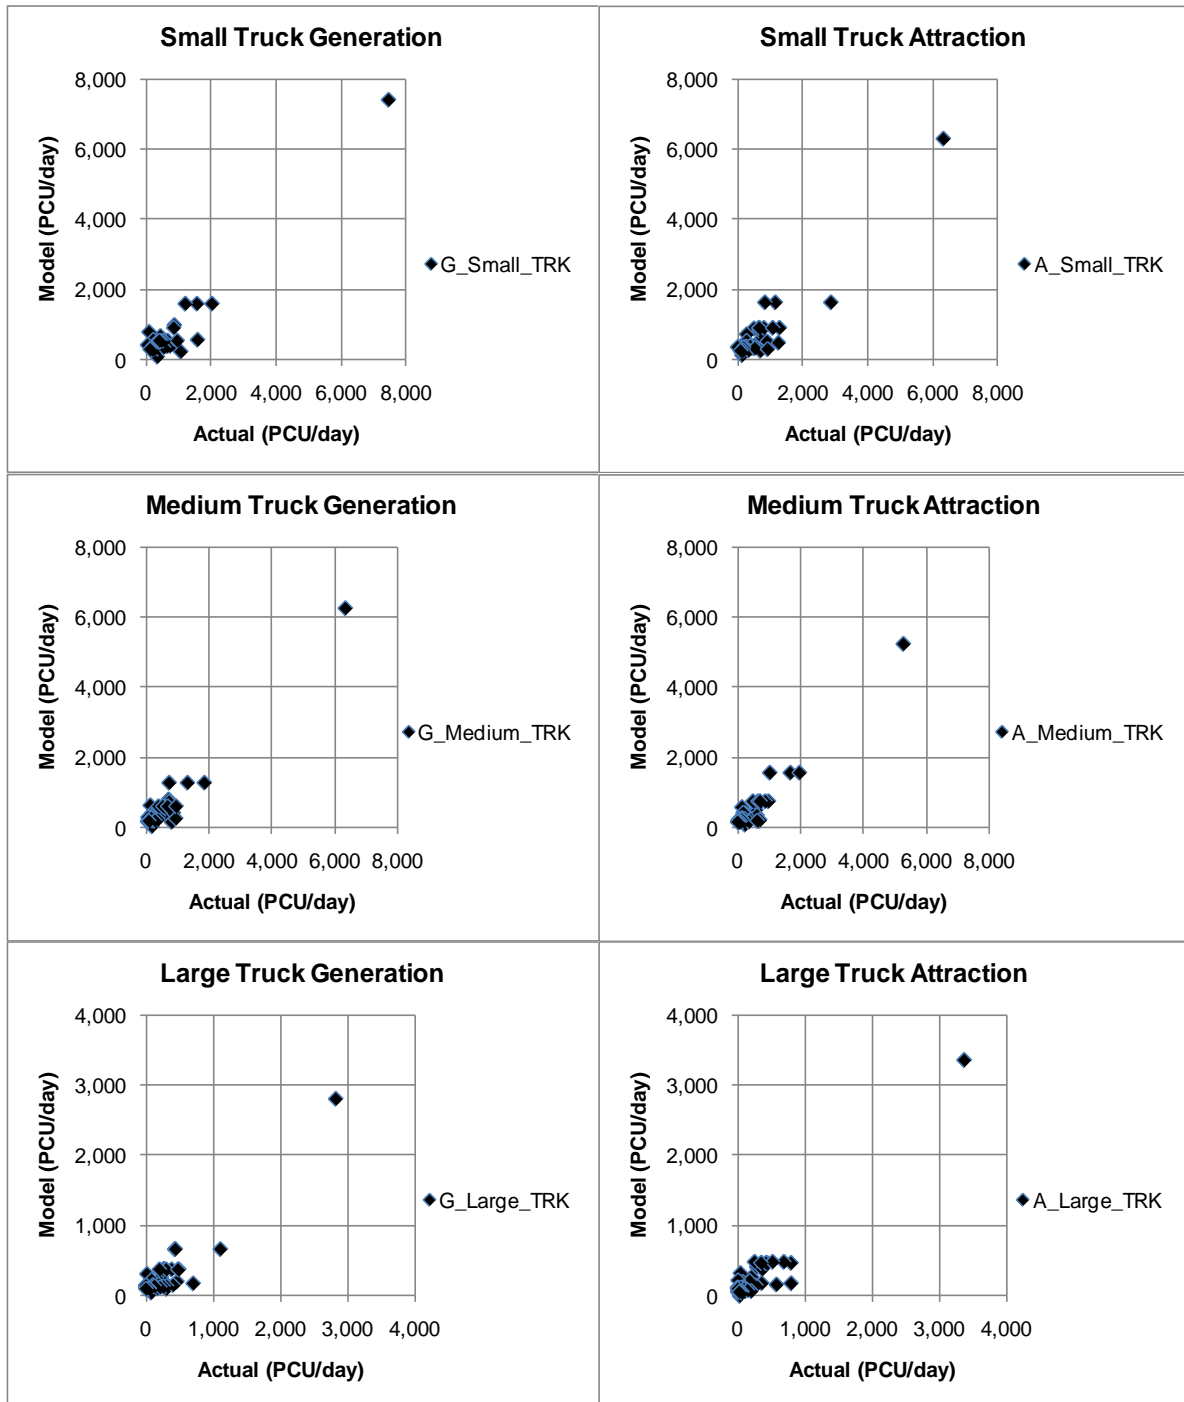 Small Truck Generation
8,000
6,000
4,000
2,000
0
0 2,000 4,000 6,000 8,000
Model (PCU/day)
Actual (PCU/day)
G_Small_TRK
Small Truck Attraction
8,000
6,000
4,000
2,000
0
0 2,000 4,000 6,000 8,000
Model (PCU/day)
Actual (PCU/day)
A_Small_TRK
Medium Truck Generation
8,000
6,000
4,000
2,000
0
0 2,000 4,000 6,000 8,000
Model (PCU/day)
Actual (PCU/day)
G_Medium_TRK
Medium Truck Attraction
8,000
6,000
4,000
2,000
0
0 2,000 4,000 6,000 8,000
Model (PCU/day)
Actual (PCU/day)
A_Medium_TRK
Large Truck Generation
4,000
3,000
2,000
1,000
0
0 1,000 2,000 3,000 4,000
Model (PCU/day)
Actual (PCU/day)
G_Large_TRK
Large Truck Attraction
4,000
3,000
2,000
1,000
0
0 1,000 2,000 3,000 4,000
Model (PCU/day)
Actual (PCU/day)
A_Large_TRK